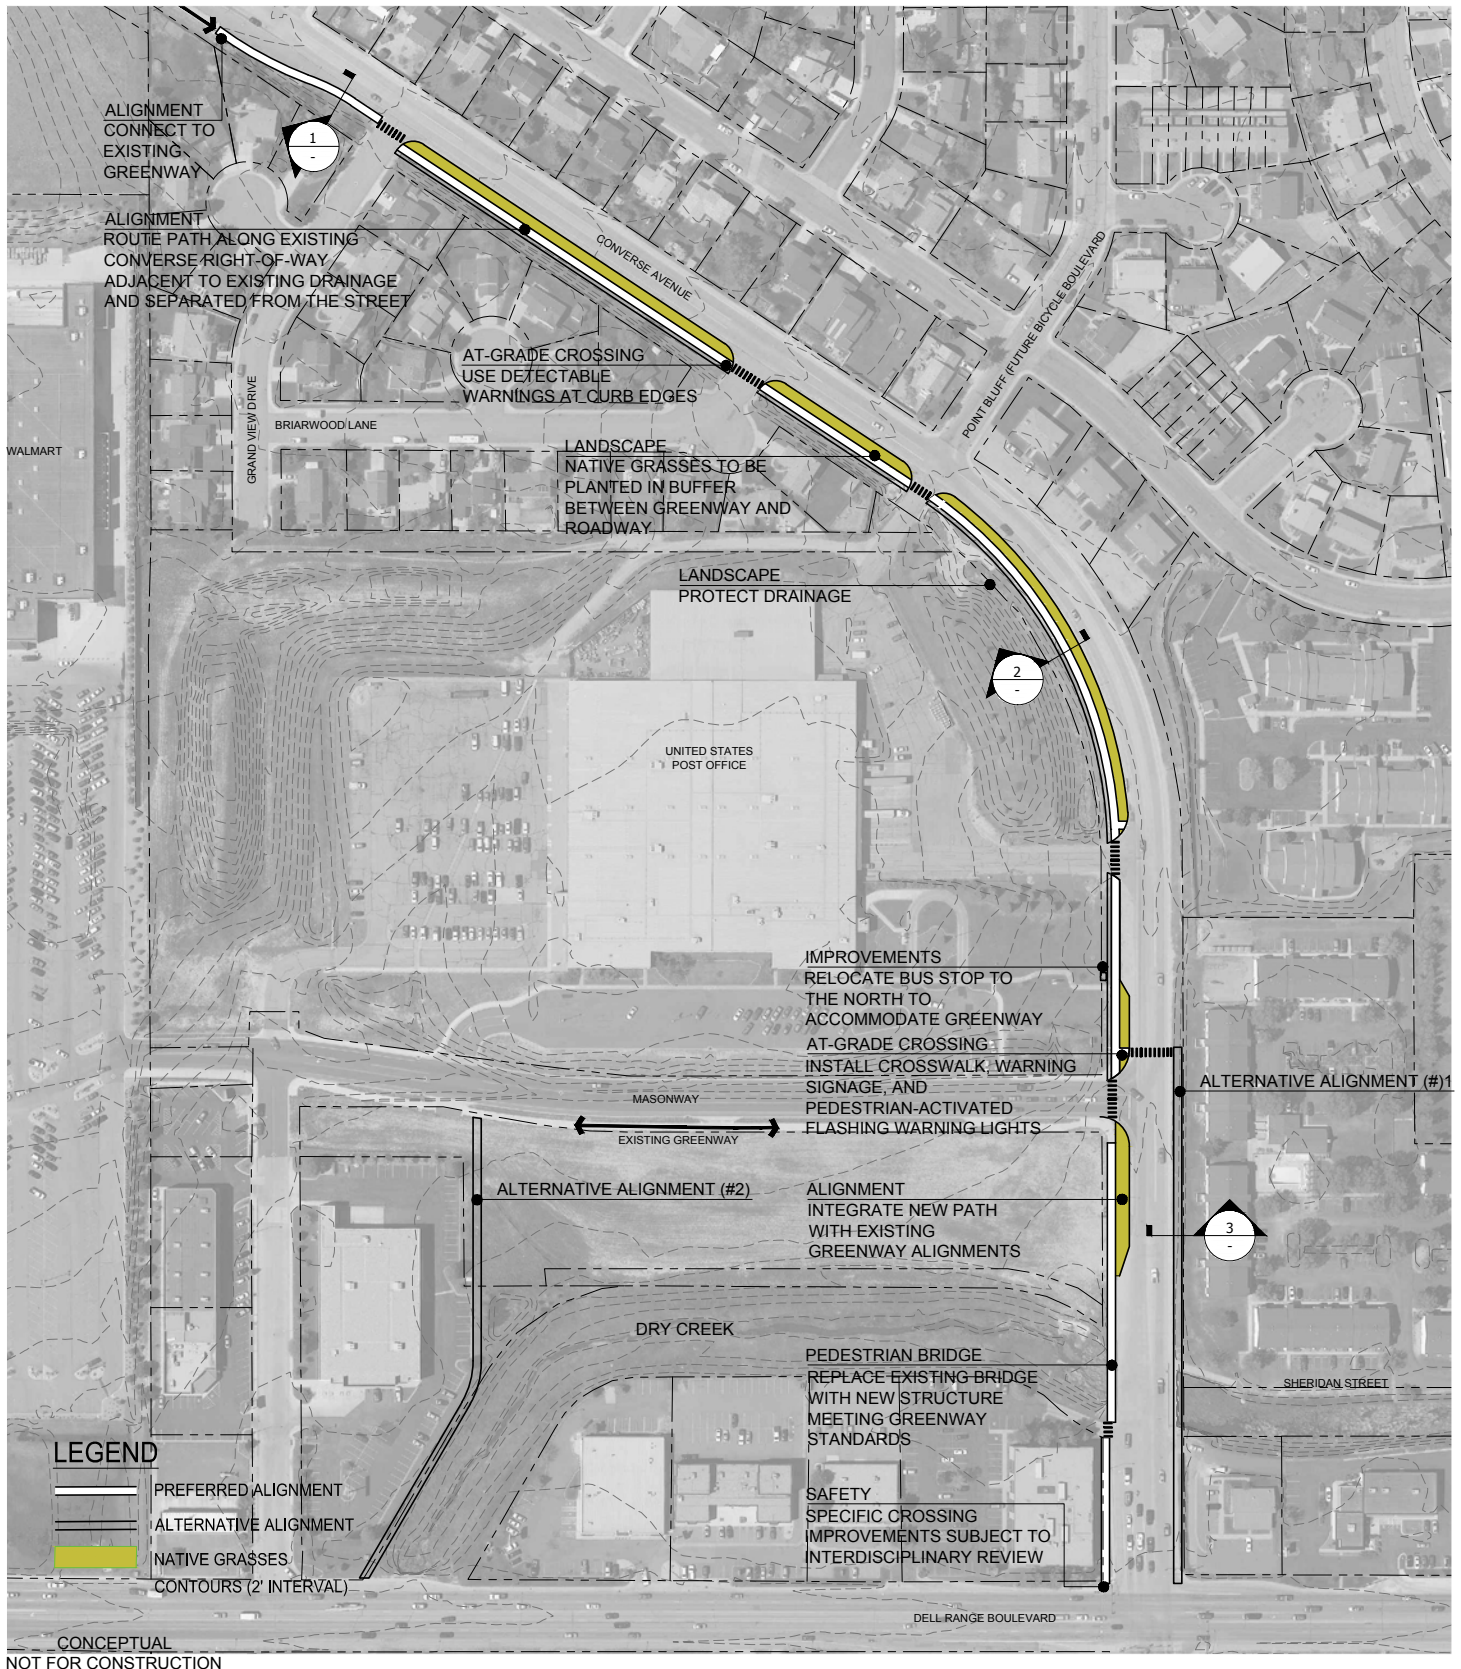 ALIGNMENT
CONNECT TO
EXISTING
GREENWAY
1
-
ALIGNMENT
ROUTE PATH ALONG EXISTING
CONVERSE RIGHT-OF-WAY
ADJACENT TO EXISTING DRAINAGE
AND SEPARATED FROM THE STREET
CONVERSE AVENUE
POINT BLUFF (FUTURE BICYCLE BOULEVARD)
AT-GRADE CROSSING
USE DETECTABLE
WARNINGS AT CURB EDGES
GRAND VIEW DRIVE
BRIARWOOD LANE
WALMART
LANDSCAPE
NATIVE GRASSES TO BE
PLANTED IN BUFFER
BETWEEN GREENWAY AND
ROADWAY
LANDSCAPE
PROTECT DRAINAGE
2
-
UNITED STATES
POST OFFICE
IMPROVEMENTS
RELOCATE BUS STOP TO
THE NORTH TO
ACCOMMODATE GREENWAY
AT-GRADE CROSSING
INSTALL CROSSWALK, WARNING
SIGNAGE, AND
PEDESTRIAN-ACTIVATED
FLASHING WARNING LIGHTS
ALTERNATIVE ALIGNMENT (#)1
MASONWAY
EXISTING GREENWAY
ALTERNATIVE ALIGNMENT (#2)
ALIGNMENT
INTEGRATE NEW PATH
WITH EXISTING
GREENWAY ALIGNMENTS
3
-
DRY CREEK
PEDESTRIAN BRIDGE
REPLACE EXISTING BRIDGE
WITH NEW STRUCTURE
MEETING GREENWAY
STANDARDS
SHERIDAN STREET
SAFETY
SPECIFIC CROSSING
IMPROVEMENTS SUBJECT TO
INTERDISCIPLINARY REVIEW
LEGEND
PREFERRED ALIGNMENT
ALTERNATIVE ALIGNMENT
NATIVE GRASSES
CONTOURS (2' INTERVAL)
DELL RANGE BOULEVARD
CONCEPTUAL
NOT FOR CONSTRUCTION